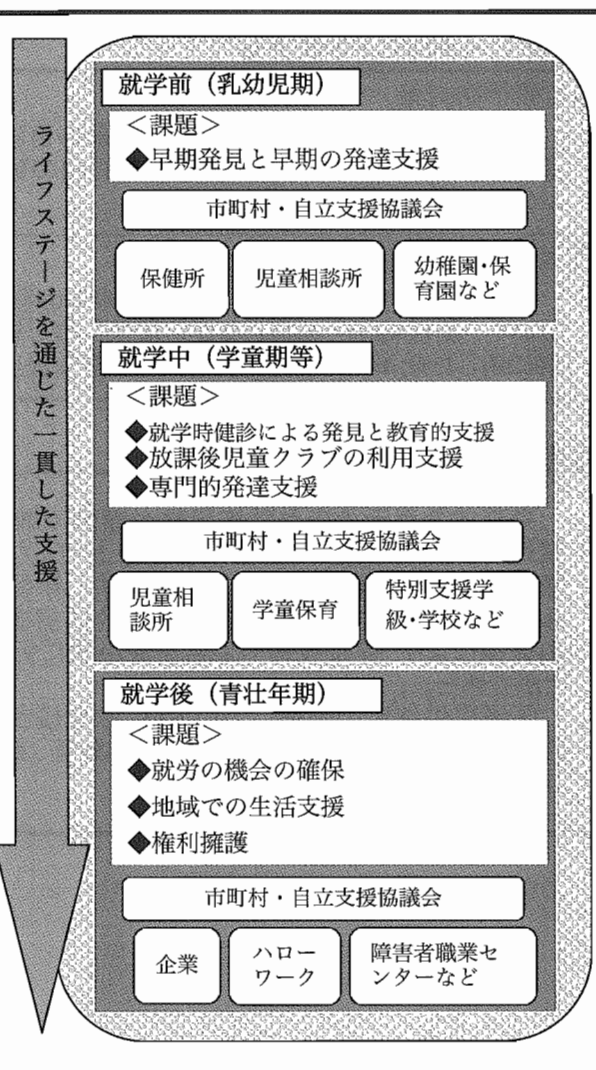 ライフステージを通じた一貫した支援
就学前（乳幼児期）
＜課題＞
◆早期発見と早期の発達支援
市町村・自立支援協議会
保健所
児童相談所
幼稚園・保
育園など
就学中（学童期等）
＜課題＞
◆就学時健診による発見と教育的支援
◆放課後児童クラブの利用支援
◆専門的発達支援
市町村・自立支援協議会
児童相
談所
学童保育
特別支援学
級・学校など
就学後（青壮年期）
＜課題＞
◆就労の機会の確保
◆地域での生活支援
◆権利擁護
市町村・自立支援協議会
企業
ハロー
ワーク
障害者職業セ
ンターなど